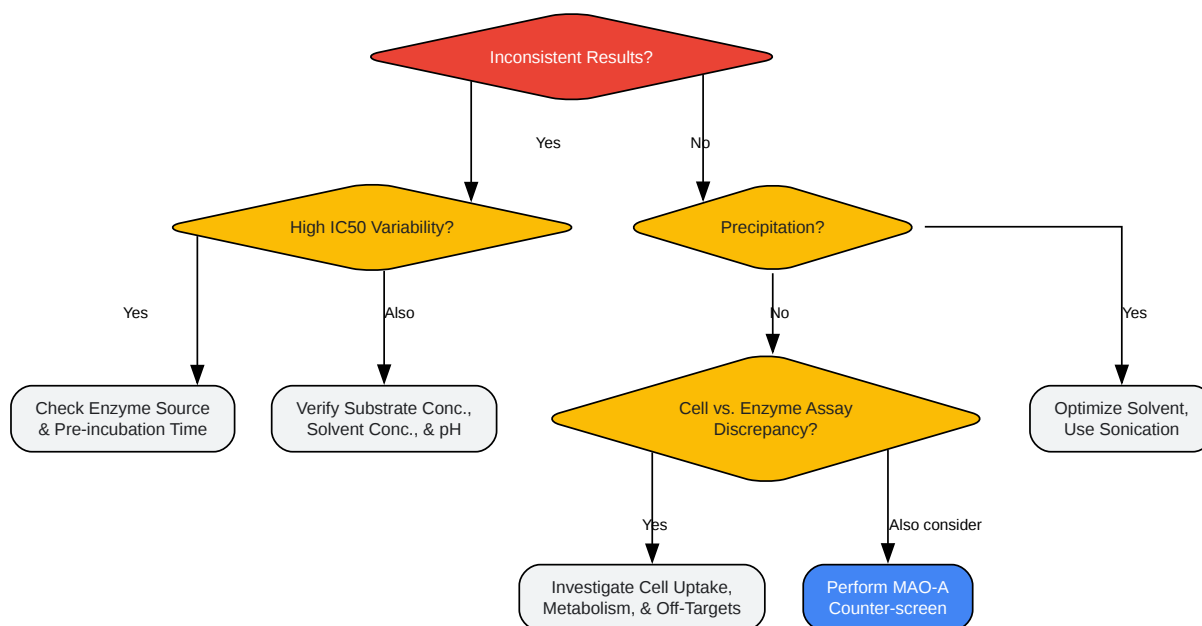 Inconsistent Results?
Yes
No
High IC50 Variability?
Precipitation?
Yes
Also
No
Yes
Check Enzyme Source
& Pre-incubation Time
Verify Substrate Conc.,
Solvent Conc., & pH
Cell vs. Enzyme Assay
Discrepancy?
Optimize Solvent,
Use Sonication
Yes
Also consider
Investigate Cell Uptake,
Metabolism, & Off-Targets
Perform MAO-A
Counter-screen